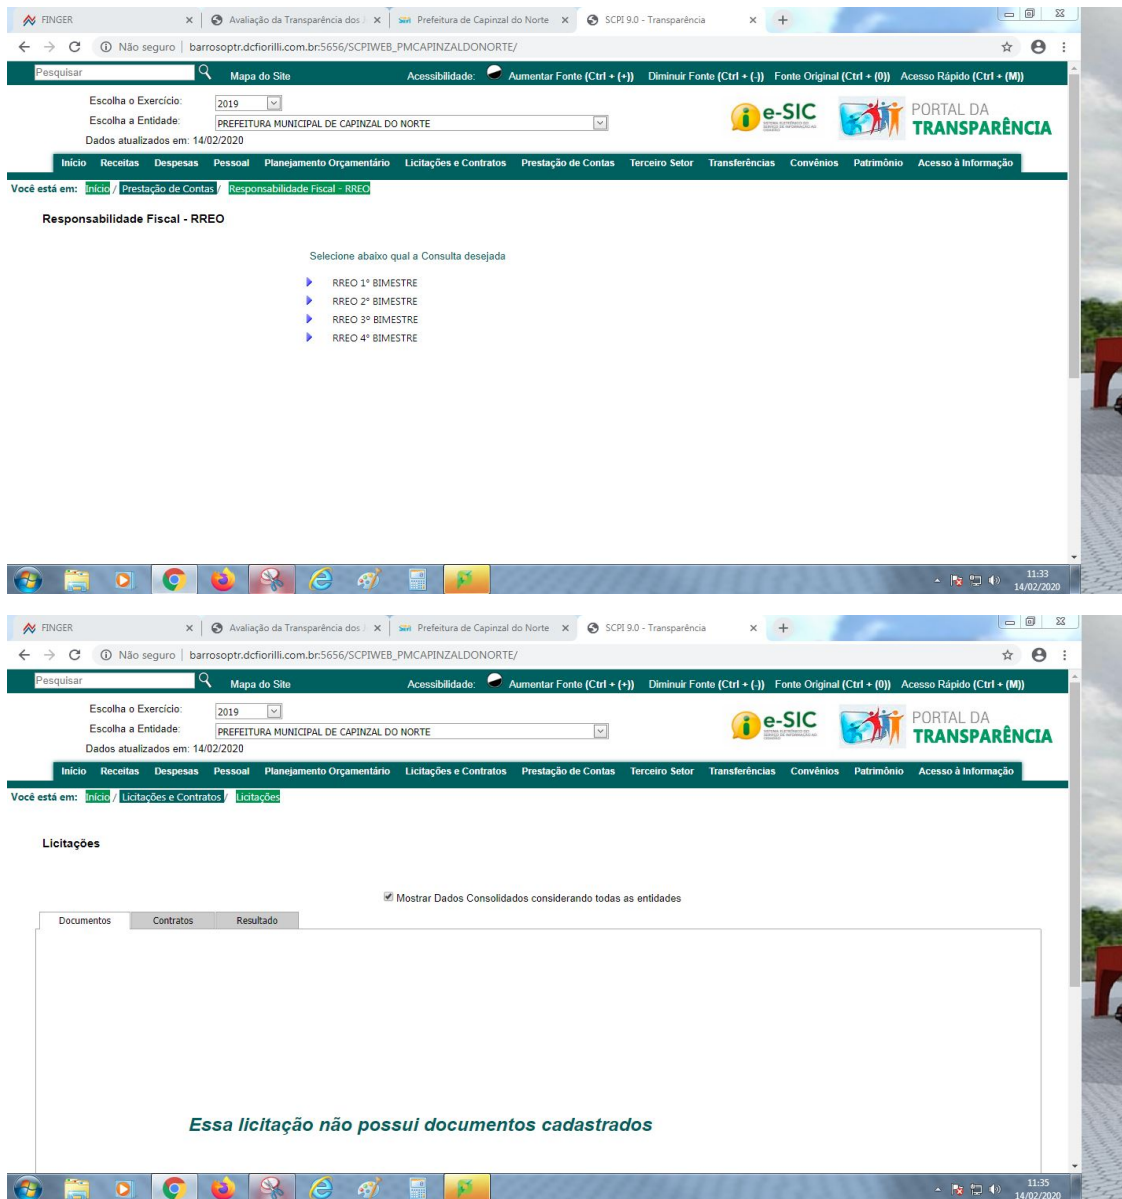 FINGER
Avaliação da Transparência dos
Prefeitura de Capinzal do Norte
SCPI 9.0 - Transparência
Não seguro | barrosoptr.dcfiorilli.com.br:5656/SCPIWEB_PMCAPINZALDONORTE/
Pesquisar
Mapa do Site
Acessibilidade:
Aumentar Fonte (Ctrl + (+))
Diminuir Fonte (Ctrl + (-))
Fonte Original (Ctrl + (0))
Acesso Rápido (Ctrl + (M))
Escolha o Exercício:
2019
Escolha a Entidade:
PREFEITURA MUNICIPAL DE CAPINZAL DO NORTE
Dados atualizados em: 14/02/2020
e-SIC
PORTAL DA
TRANSPARÊNCIA
Início Receitas Despesas Pessoal Planejamento Orçamentário Licitações e Contratos Prestação de Contas Terceiro Setor Transferências Convênios Patrimônio Acesso à Informação
Você está em: Início / Prestação de Contas / Responsabilidade Fiscal - RREO
Responsabilidade Fiscal - RREO
Selecione abaixo qual a Consulta desejada
RREO 1º BIMESTRE
RREO 2º BIMESTRE
RREO 3º BIMESTRE
RREO 4º BIMESTRE
11:33
14/02/2020
FINGER
Avaliação da Transparência dos
Prefeitura de Capinzal do Norte
SCPI 9.0 - Transparência
Não seguro | barrosoptr.dcfiorilli.com.br:5656/SCPIWEB_PMCAPINZALDONORTE/
Pesquisar
Mapa do Site
Acessibilidade:
Aumentar Fonte (Ctrl + (+))
Diminuir Fonte (Ctrl + (-))
Fonte Original (Ctrl + (0))
Acesso Rápido (Ctrl + (M))
Escolha o Exercício:
2019
Escolha a Entidade:
PREFEITURA MUNICIPAL DE CAPINZAL DO NORTE
Dados atualizados em: 14/02/2020
e-SIC
PORTAL DA
TRANSPARÊNCIA
Início Receitas Despesas Pessoal Planejamento Orçamentário Licitações e Contratos Prestação de Contas Terceiro Setor Transferências Convênios Patrimônio Acesso à Informação
Você está em: Início / Licitações e Contratos / Licitações
Licitações
Mostrar Dados Consolidados considerando todas as entidades
Documentos
Contratos
Resultado
Essa licitação não possui documentos cadastrados
11:35
14/02/2020